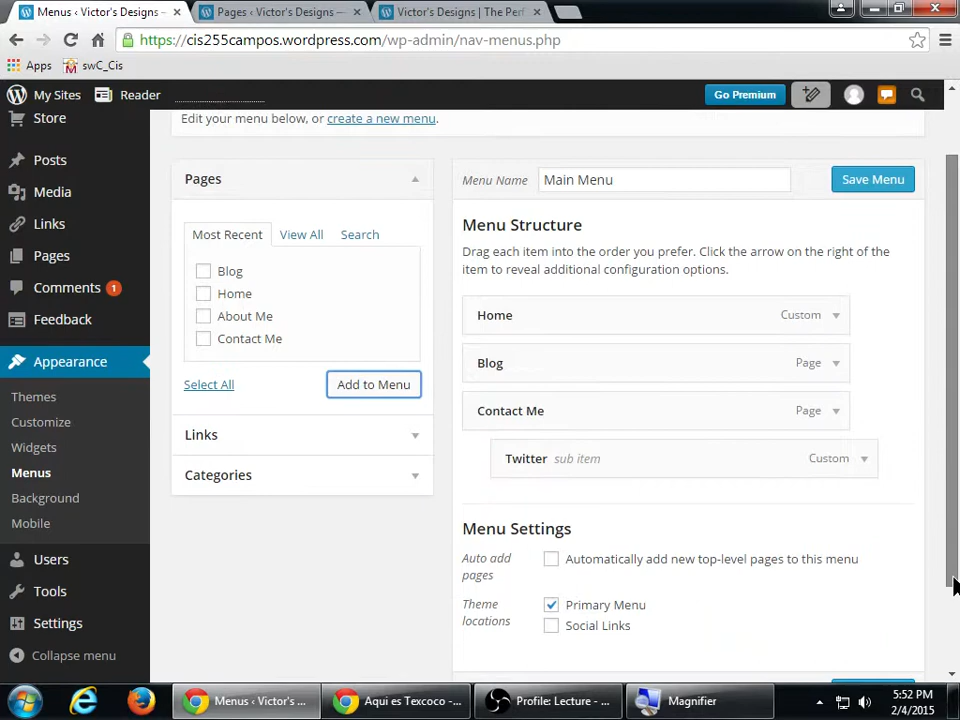 Menus ‹ Victor's Designs –
Pages ‹ Victor's Designs –
Victor's Designs | The Perf
https://cis255campos.wordpress.com/wp-admin/nav-menus.php
Apps swC_Cis
My Sites Reader Go Premium
Store
Posts
Media
Links
Pages
Comments 1
Feedback
Appearance
Themes
Customize
Widgets
Menus
Background
Mobile
Users
Tools
Settings
Collapse menu
Edit your menu below, or create a new menu.
Pages
Most Recent View All Search
Blog
Home
About Me
Contact Me
Select All Add to Menu
Links
Categories
Menu Name Main Menu Save Menu
Menu Structure
Drag each item into the order you prefer. Click the arrow on the right of the
item to reveal additional configuration options.
Home Custom
Blog Page
Contact Me Page
Twitter sub item Custom
Menu Settings
Auto add
pages
Automatically add new top-level pages to this menu
Theme
locations
Primary Menu
Social Links
Menus ‹ Victor's ...
Aqui es Texcoco -...
Profile: Lecture - ...
Magnifier
5:52 PM
2/4/2015